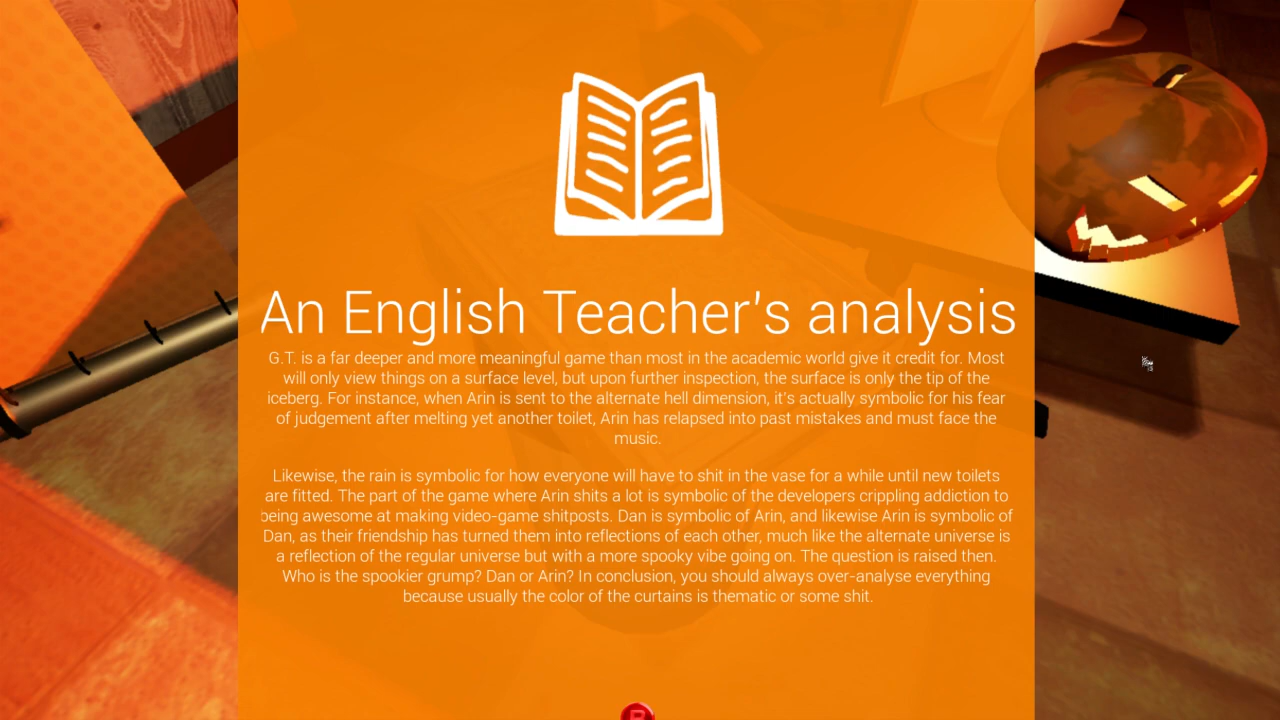 An English Teacher's analysis
G.T. is a far deeper and more meaningful game than most in the academic world give it credit for. Most
will only view things on a surface level, but upon further inspection, the surface is only the tip of the
iceberg. For instance, when Arin is sent to the alternate hell dimension, it's actually symbolic for his fear
of judgement after melting yet another toilet, Arin has relapsed into past mistakes and must face the
music.
Likewise, the rain is symbolic for how everyone will have to shit in the vase for a while until new toilets
are fitted. The part of the game where Arin shits a lot is symbolic of the developers crippling addiction to
being awesome at making video-game shitposts. Dan is symbolic of Arin, and likewise Arin is symbolic of
Dan, as their friendship has turned them into reflections of each other, much like the alternate universe is
a reflection of the regular universe but with a more spooky vibe going on. The question is raised then.
Who is the spookier grump? Dan or Arin? In conclusion, you should always over-analyse everything
because usually the color of the curtains is thematic or some shit.